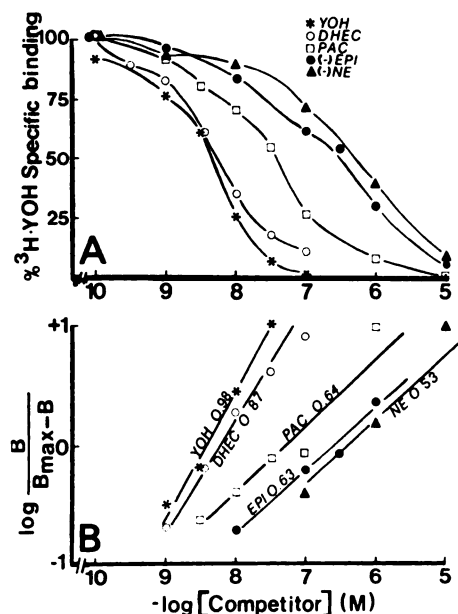 * YOH
○ DHEC
□ PAC
● (-)EPI
▲ (-)NE
100
75
50
25
% ³H·YOH Specific binding
A
10 9 8 7 6 5
+1
0
-1
log B / Bmax-B
YOH 0.98
DHEC 0 87
PAC 0.64
EPI 0 63
NE 0 53
B
10 9 8 7 6 5
-log [Competitor] (M)